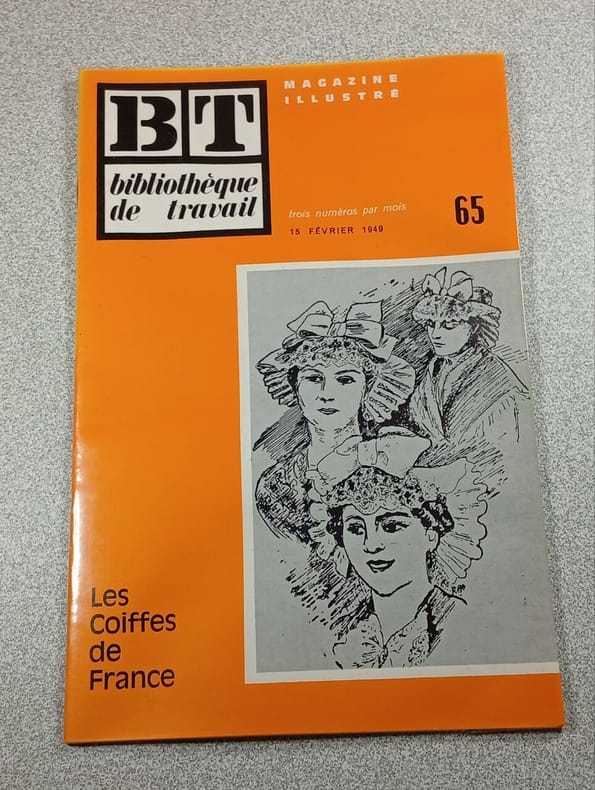 BT
bibliothèque
de travail
MAGAZINE
ILLUSTRÉ
trois numéros par mois
15 FÉVRIER 1949
65
Les
Coiffes
de
France